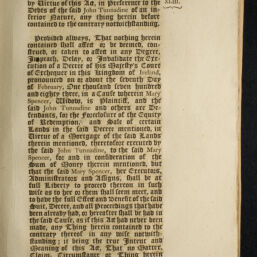 by Virtue of this Act, in Preference to the
Debts of the said John Turnadine of an in-
ferior Nature, any thing herein before
contained to the contrary notwithstanding.
Provided always, That nothing herein
contained shall affect or be deemed, con-
strued, or taken to affect in any Degree,
Impeach, Delay, or Invalidate the Exe-
cution of a Decree of his Majesty's Court
of Exchequer in this Kingdom of Ireland,
pronounced on or about the seventh Day
of February, One thousand seven hundred
and eighty three, in a Cause wherein Mary
Spencer, Widow, is Plaintiff, and the
said John Turnadine and others are De-
fendants, for the Foreclosure of the Equity
of Redemption, and Sale of certain
Lands in the said Decree mentioned, in
Virtue of a Mortgage of the said Lands
therein mentioned, theretofore executed by
the said John Turnadine, to the said Mary
Spencer, for and in consideration of the
Sum of Money therein mentioned, but
that the said Mary Spencer, her Executors,
Administrators and Assigns, shall be at
full Liberty to proceed thereon in such
wise as to her or them shall seem meet, and
to have the full Effect and Benefit of the said
Suit, Decree, and all Proceedings that have
been already had, or hereafter shall be had in
the said Cause, as if this Act had never been
made, any Thing herein contained to the
contrary thereof in any wise notwith-
standing; it being the true Intent and
Meaning of this Act, That no Matter,
Claim, Circumstance or Thing herein